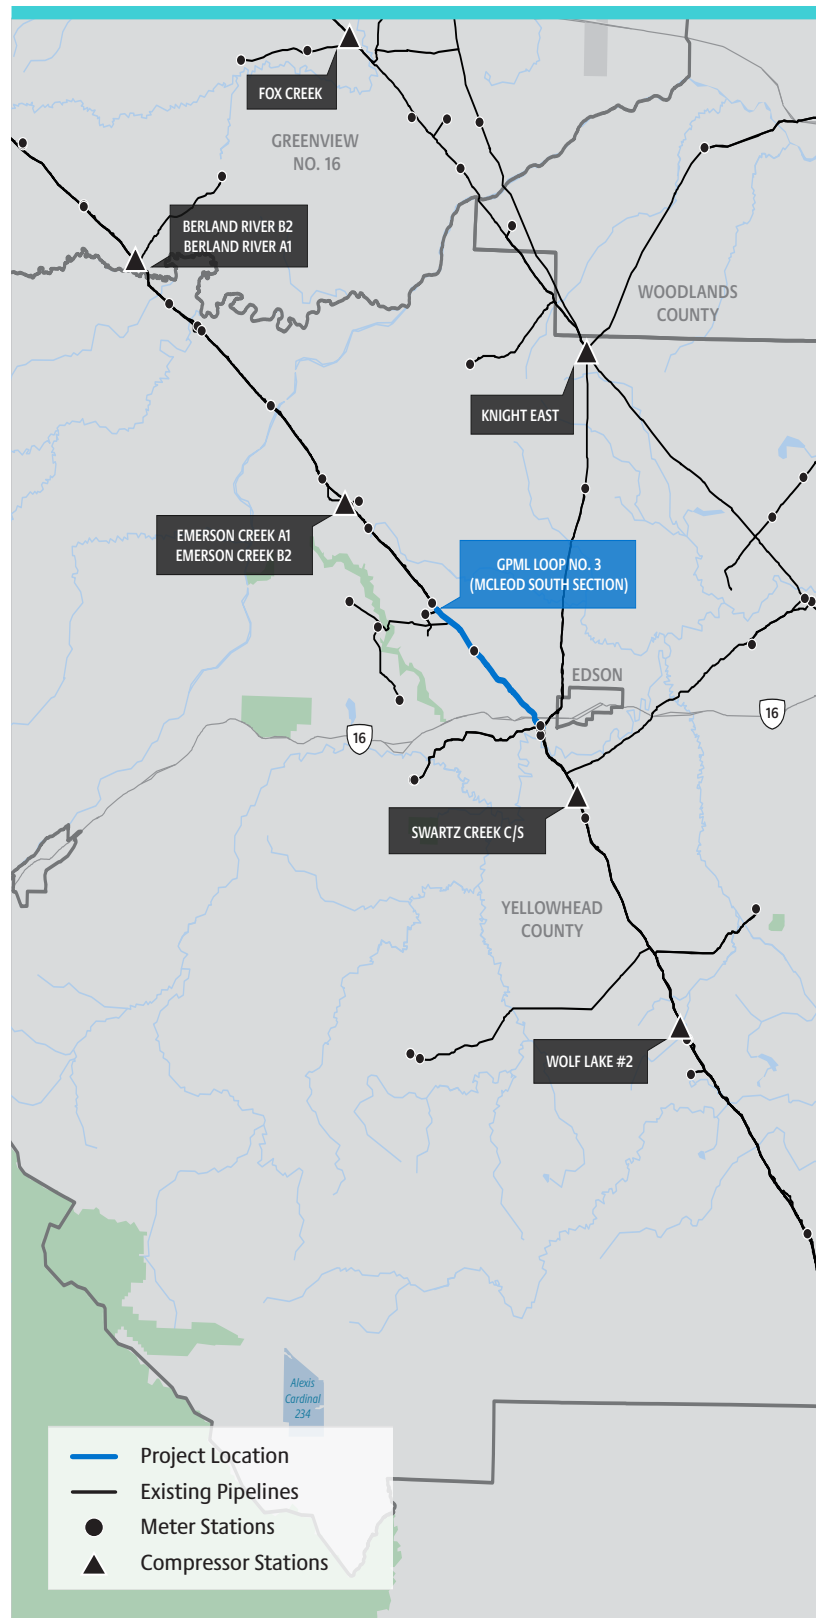 FOX CREEK
GREENVIEW
NO. 16
BERLAND RIVER B2
BERLAND RIVER A1
WOODLANDS
COUNTY
KNIGHT EAST
EMERSON CREEK A1
EMERSON CREEK B2
GPML LOOP NO. 3
(MCLEOD SOUTH SECTION)
EDSON
16
16
SWARTZ CREEK C/S
YELLOWHEAD
COUNTY
WOLF LAKE #2
Alexis
Cardinal
234
Project Location
Existing Pipelines
Meter Stations
Compressor Stations